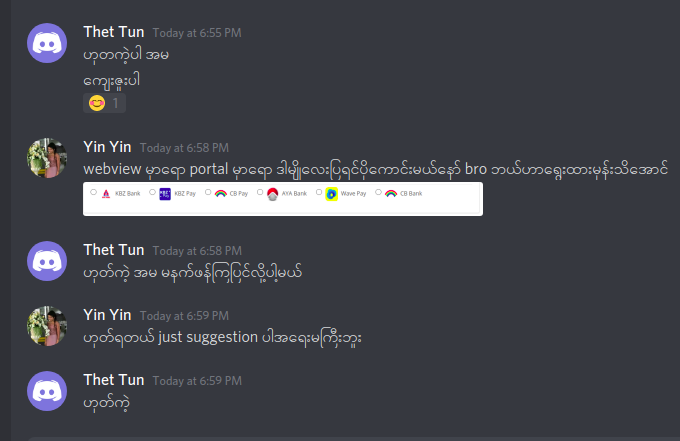 Thet Tun Today at 6:55 PM
ဟုတကဲ့ပါ အမ
ကျေးဇူးပါ
1
Yin Yin Today at 6:58 PM
webview မှာရော portal မှာရော ဒါမျိုလေးပြရင်ပိုကောင်းမယ်နော် bro ဘယ်ဟာရွေးထားမှန်းသိအောင်
KBZ Bank KBZ Pay CB Pay AYA Bank Wave Pay CB Bank
Thet Tun Today at 6:58 PM
ဟုတ်ကဲ့ အမ မနက်ဖန်ကြပြင်လို့ပါ့မယ်
Yin Yin Today at 6:59 PM
ဟုတ်ရတယ် just suggestion ပါအရေးမကြီးဘူး
Thet Tun Today at 6:59 PM
ဟုတ်ကဲ့